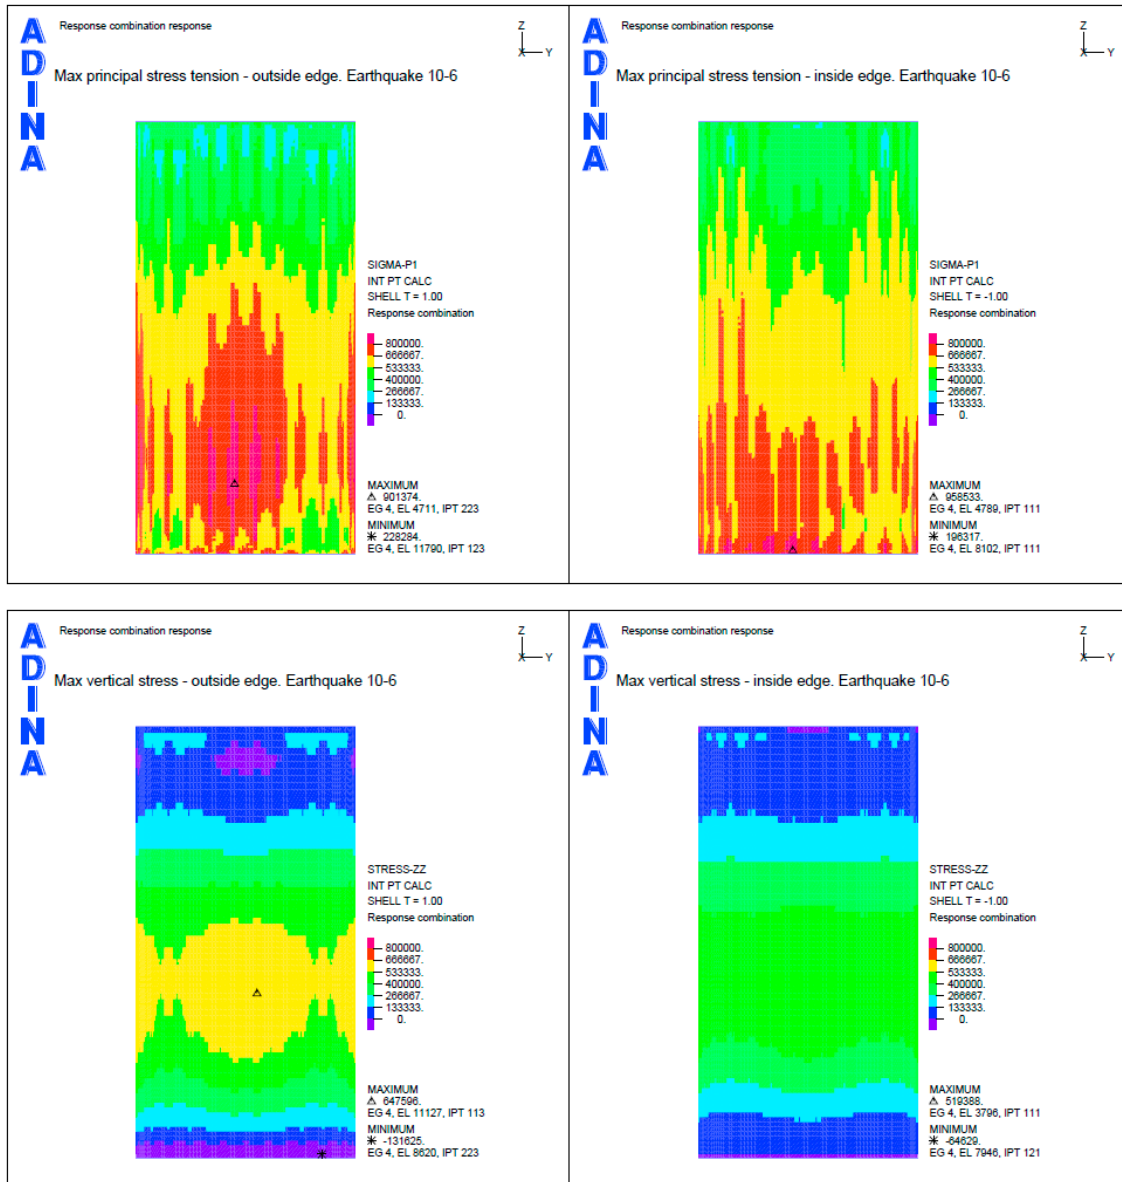 ADINA
Response combination response
Z
X Y
Max principal stress tension - outside edge. Earthquake 10-6
SIGMA-P1
INT PT CALC
SHELL T = 1.00
Response combination
800000.
666667.
533333.
400000.
266667.
133333.
0.
MAXIMUM
901374.
EG 4, EL 4711, IPT 223
MINIMUM
228284.
EG 4, EL 11790, IPT 123
ADINA
Response combination response
Z
X Y
Max principal stress tension - inside edge. Earthquake 10-6
SIGMA-P1
INT PT CALC
SHELL T = -1.00
Response combination
800000.
666667.
533333.
400000.
266667.
133333.
0.
MAXIMUM
958533.
EG 4, EL 4789, IPT 111
MINIMUM
196317.
EG 4, EL 8102, IPT 111
ADINA
Response combination response
Z
X Y
Max vertical stress - outside edge. Earthquake 10-6
STRESS-ZZ
INT PT CALC
SHELL T = 1.00
Response combination
800000.
666667.
533333.
400000.
266667.
133333.
0.
MAXIMUM
647596.
EG 4, EL 11127, IPT 113
MINIMUM
-131625.
EG 4, EL 8620, IPT 223
ADINA
Response combination response
Z
X Y
Max vertical stress - inside edge. Earthquake 10-6
STRESS-ZZ
INT PT CALC
SHELL T = -1.00
Response combination
800000.
666667.
533333.
400000.
266667.
133333.
0.
MAXIMUM
519388.
EG 4, EL 3796, IPT 111
MINIMUM
-64629.
EG 4, EL 7946, IPT 121